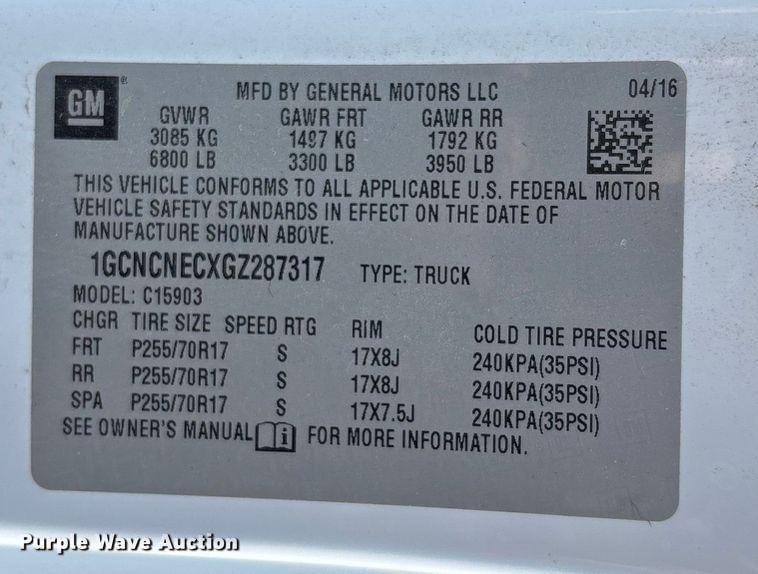 GM®
MFD BY GENERAL MOTORS LLC 04/16
GVWR GAWR FRT GAWR RR
3085 KG 1497 KG 1792 KG
6800 LB 3300 LB 3950 LB
THIS VEHICLE CONFORMS TO ALL APPLICABLE U.S. FEDERAL MOTOR
VEHICLE SAFETY STANDARDS IN EFFECT ON THE DATE OF
MANUFACTURE SHOWN ABOVE.
1GCNCNECXGZ287317 TYPE: TRUCK
MODEL: C15903
CHGR TIRE SIZE SPEED RTG RIM COLD TIRE PRESSURE
FRT P255/70R17 S 17X8J 240KPA(35PSI)
RR P255/70R17 S 17X8J 240KPA(35PSI)
SPA P255/70R17 S 17X7.5J 240KPA(35PSI)
SEE OWNER'S MANUAL i FOR MORE INFORMATION.
Purple Wave Auction